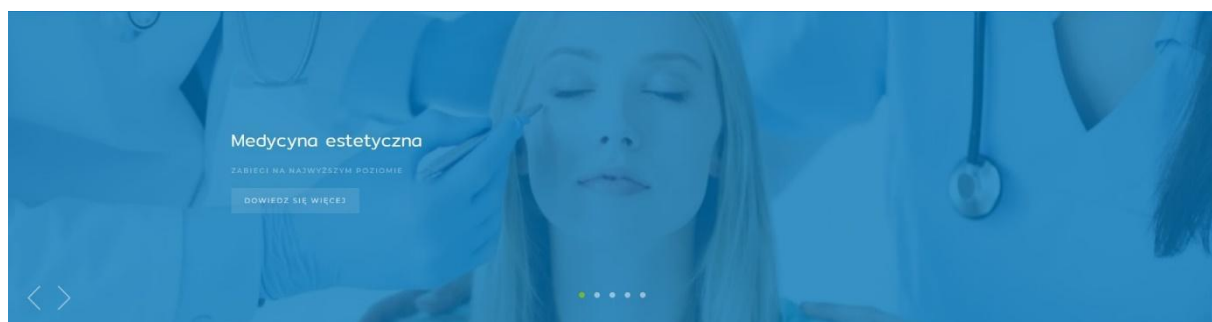 Medycyna estetyczna
ZABIEGI NA NAJWYŻSZYM POZIOMIE
DOWIEDZ SIĘ WIĘCEJ